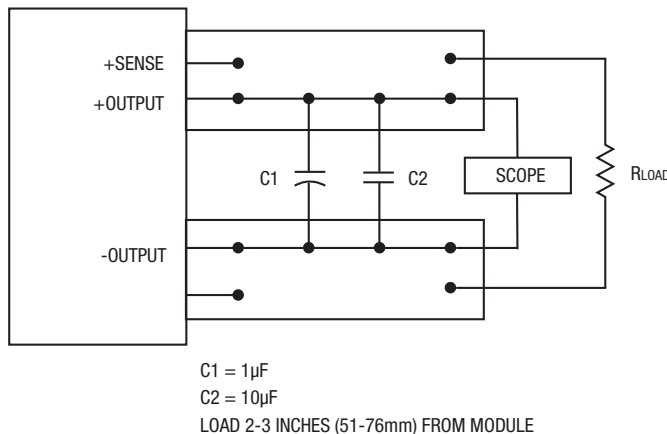 +SENSE
+OUTPUT
C1
C2
SCOPE
RLOAD
-OUTPUT
C1 = 1µF
C2 = 10µF
LOAD 2-3 INCHES (51-76mm) FROM MODULE